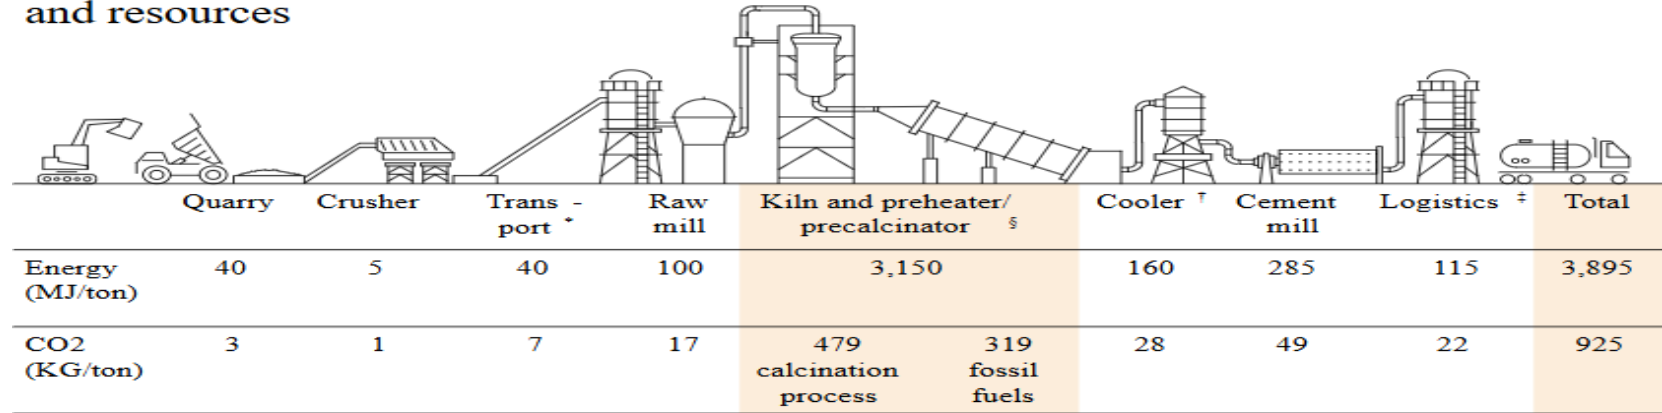 and resources
Quarry Crusher Trans - Raw Kiln and preheater/ Cooler † Cement Logistics ‡ Total
port * mill precalcinator § mill
Energy 40 5 40 100 3,150 160 285 115 3,895
(MJ/ton)
CO2 3 1 7 17 479 319 28 49 22 925
(KG/ton) calcination fossil
process fuels